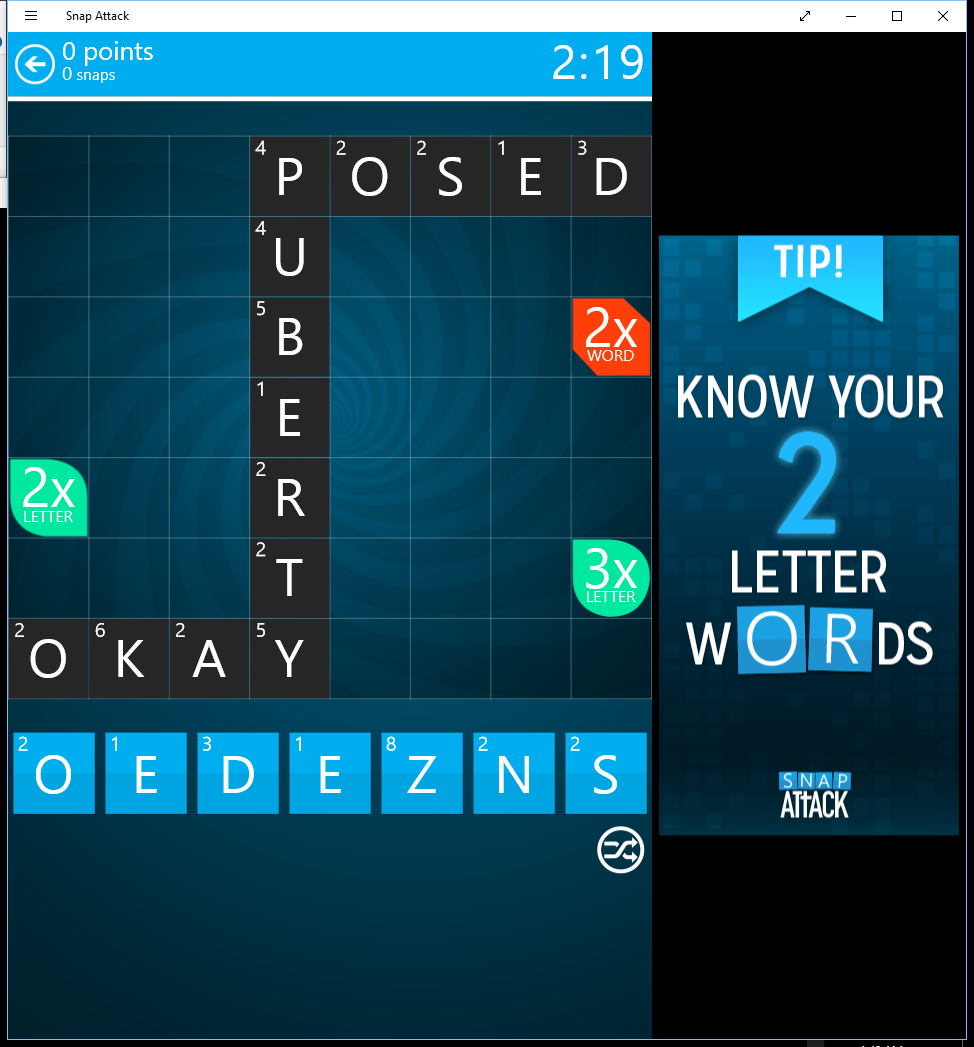 Snap Attack
0 points
0 snaps
2:19
4 P 2 O 2 S 1 E 3 D
4 U
5 B
2x
WORD
1 E
2x
LETTER
2 R
2 T
3x
LETTER
2 O 6 K 2 A 5 Y
2 O 1 E 3 D 1 E 8 Z 2 N 2 S
TIP!
KNOW YOUR
2
LETTER
WORDS
SNAP
ATTACK